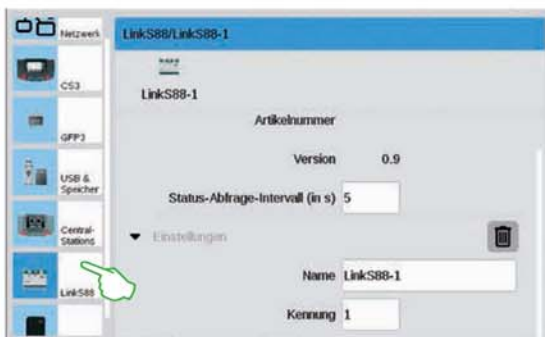 Netzwerk
CS3
GFP3
USB &
Speicher
Central-
Stations
LinkS88
LinkS88/LinkS88-1
LinkS88-1
Artikelnummer
Version 0.9
Status-Abfrage-Intervall (in s) 5
Einstellungen
Name LinkS88-1
Kennung 1